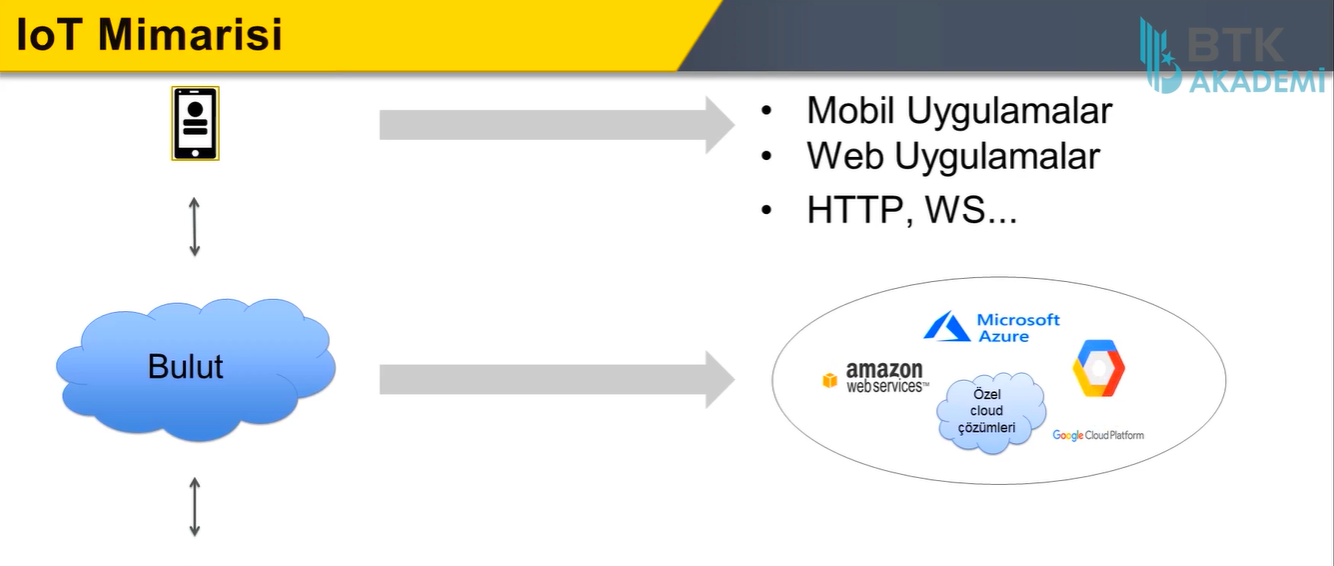 IoT Mimarisi
BTK
AKADEMİ
• Mobil Uygulamalar
• Web Uygulamalar
• HTTP, WS...
Bulut
Microsoft
Azure
amazon
webservices™
Özel
cloud
çözümleri
Google Cloud Platform